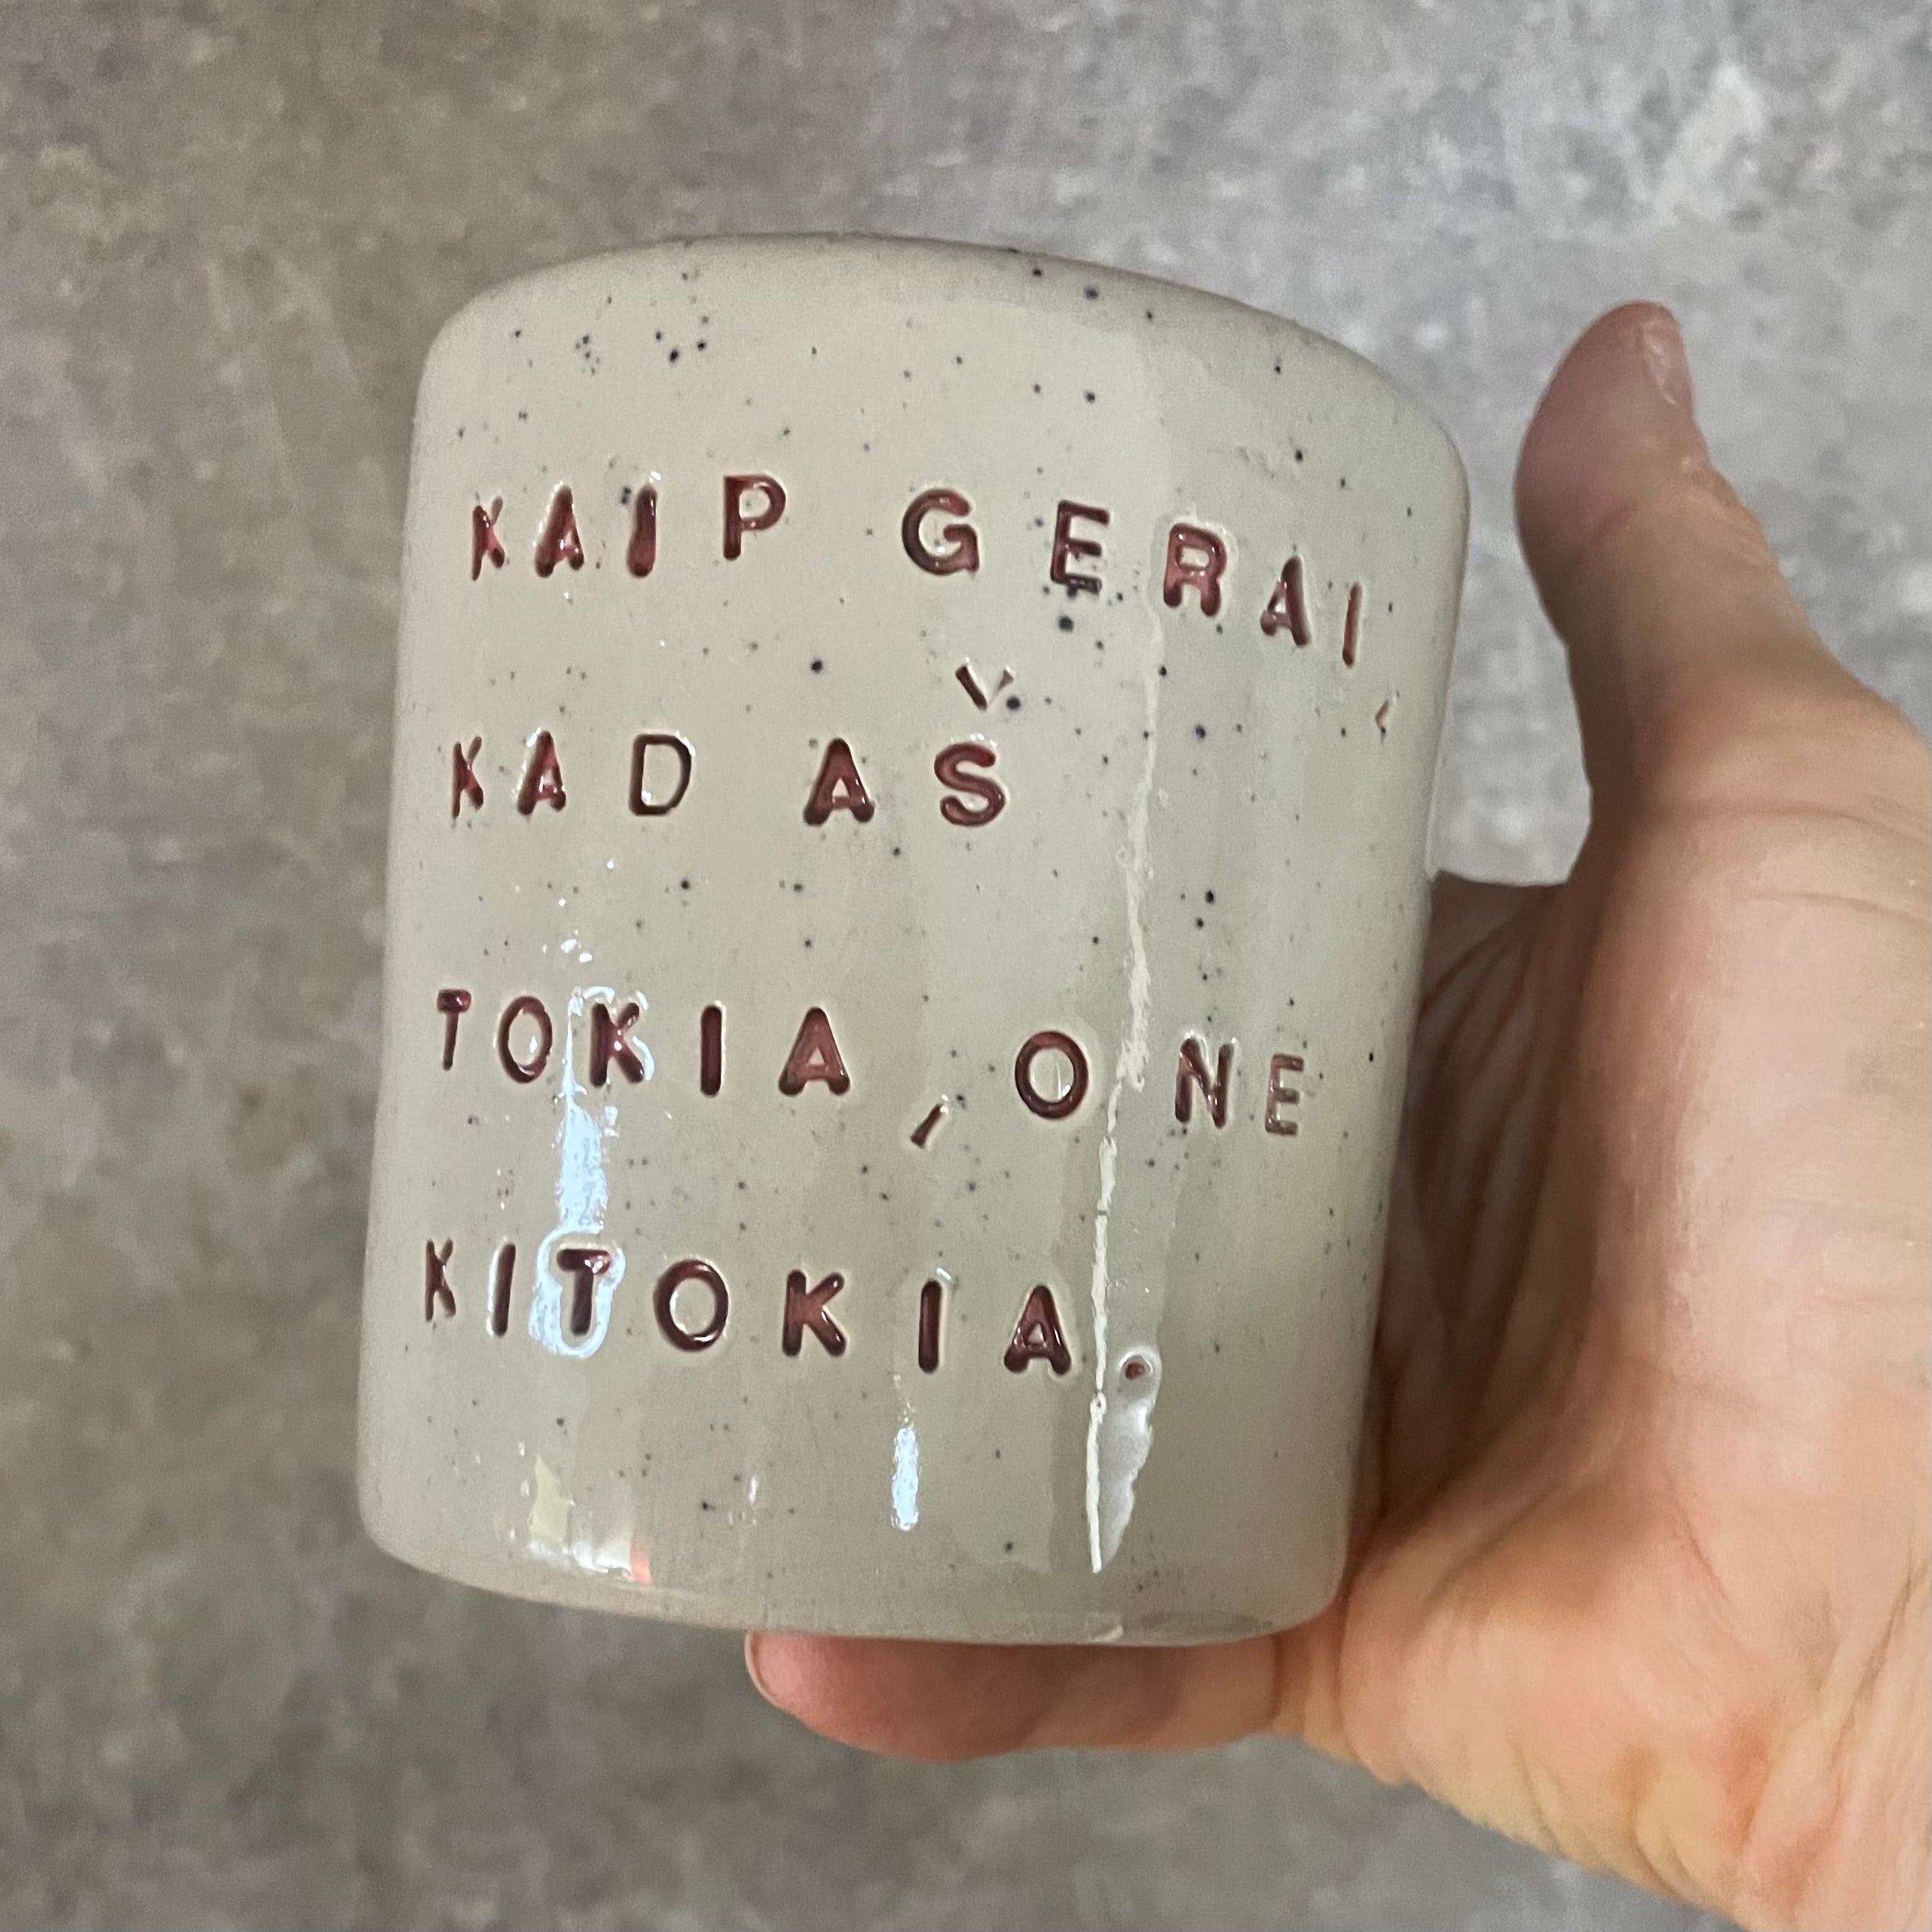 KAIP GERAI,
KAD AŠ
TOKIA, O NE
KITOKIA.